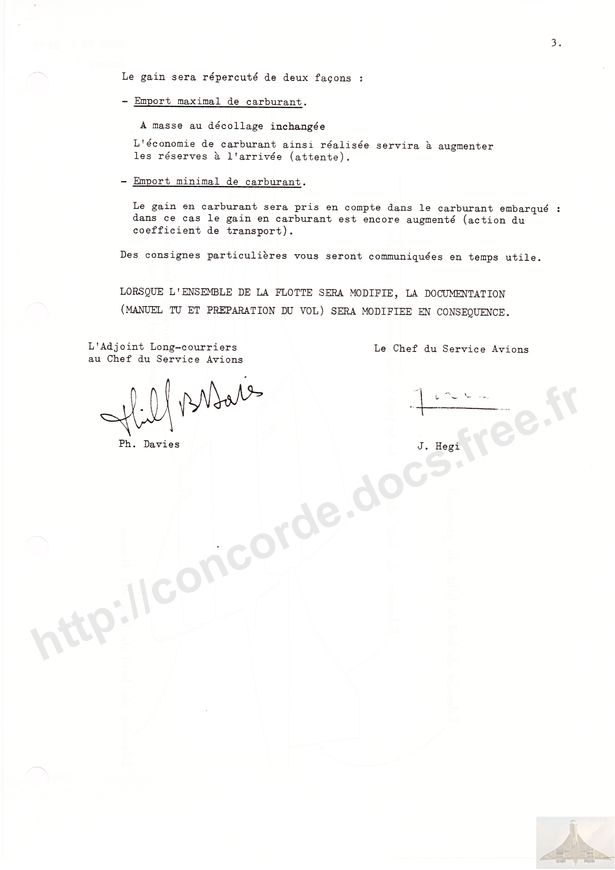 3.
Le gain sera répercuté de deux façons :
- Emport maximal de carburant.
A masse au décollage inchangée
L'économie de carburant ainsi réalisée servira à augmenter
les réserves à l'arrivée (attente).
- Emport minimal de carburant.
Le gain en carburant sera pris en compte dans le carburant embarqué :
dans ce cas le gain en carburant est encore augmenté (action du
coefficient de transport).
Des consignes particulières vous seront communiquées en temps utile.
LORSQUE L'ENSEMBLE DE LA FLOTTE SERA MODIFIE, LA DOCUMENTATION
(MANUEL TU ET PREPARATION DU VOL) SERA MODIFIEE EN CONSEQUENCE.
L'Adjoint Long-courriers
au Chef du Service Avions
Le Chef du Service Avions
Ph. Davies
J. Hegi
http://concorde.docs.free.fr